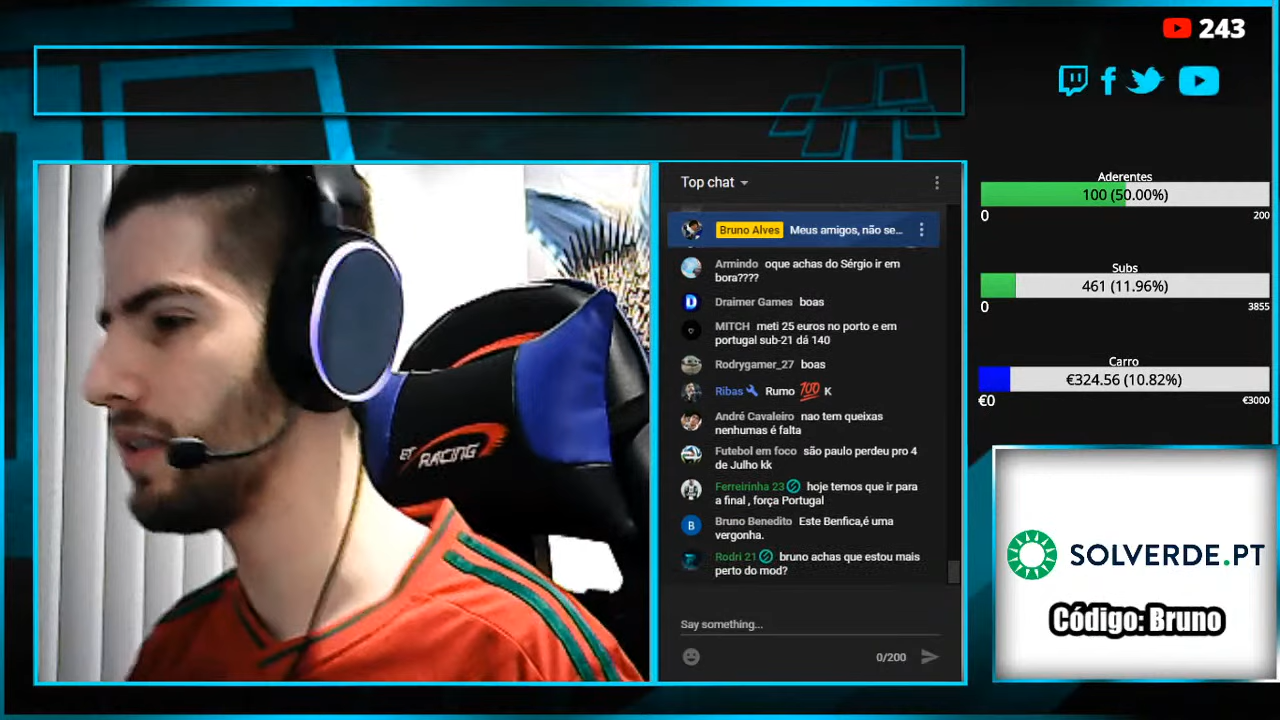 243
Top chat
Bruno Alves Meus amigos, não se...
Armindo oque achas do Sérgio ir em
bora????
Draimer Games boas
MITCH meti 25 euros no porto e em
portugal sub-21 dá 140
Rodrygamer_27 boas
Ribas Rumo 💯 K
André Cavaleiro nao tem queixas
nenhumas é falta
Futebol em foco são paulo perdeu pro 4
de Julho kk
Ferreirinha 23 hoje temos que ir para
a final , força Portugal
Bruno Benedito Este Benfica,é uma
vergonha.
Rodri 21 bruno achas que estou mais
perto do mod?
Say something...
0/200
Aderentes
100 (50.00%)
0 200
Subs
461 (11.96%)
0 3855
Carro
€324.56 (10.82%)
€0 €3000
SOLVERDE.PT
Código: Bruno
RACING